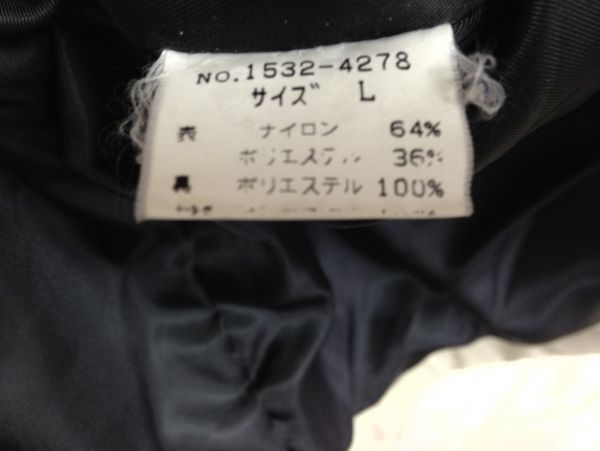 NO.1532-4278
サイズ L
表 ナイロン 64%
ポリエステル 36%
裏 ポリエステル 100%